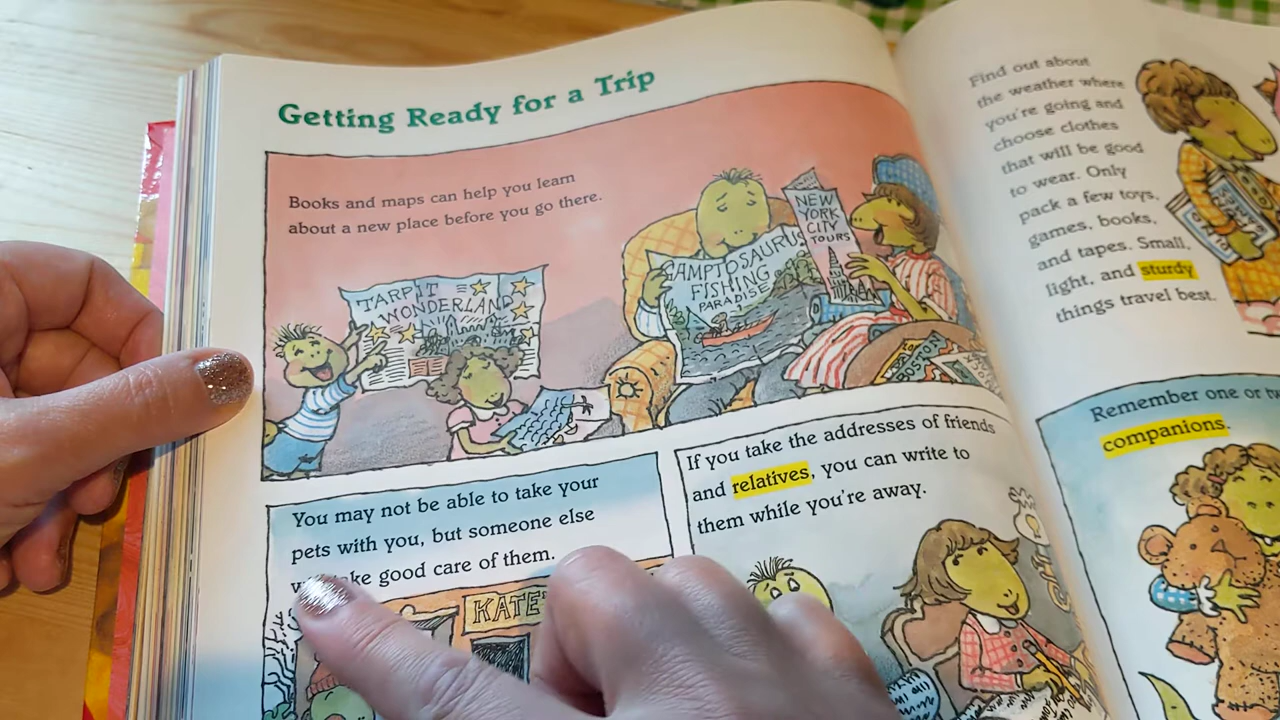 Getting Ready for a Trip
Books and maps can help you learn
about a new place before you go there.
TARPIT
WONDERLAND
CAMPTOSAURUS
FISHING
PARADISE
NEW
YORK
CITY
TOURS
BOSTON
You may not be able to take your
pets with you, but someone else
good care of them.
KATE
If you take the addresses of friends
and relatives, you can write to
them while you're away.
Find out about
the weather where
you're going and
choose clothes
that will be good
to wear. Only
pack a few toys,
games, books,
and tapes. Small,
light, and sturdy
things travel best.
Remember one or
companions.